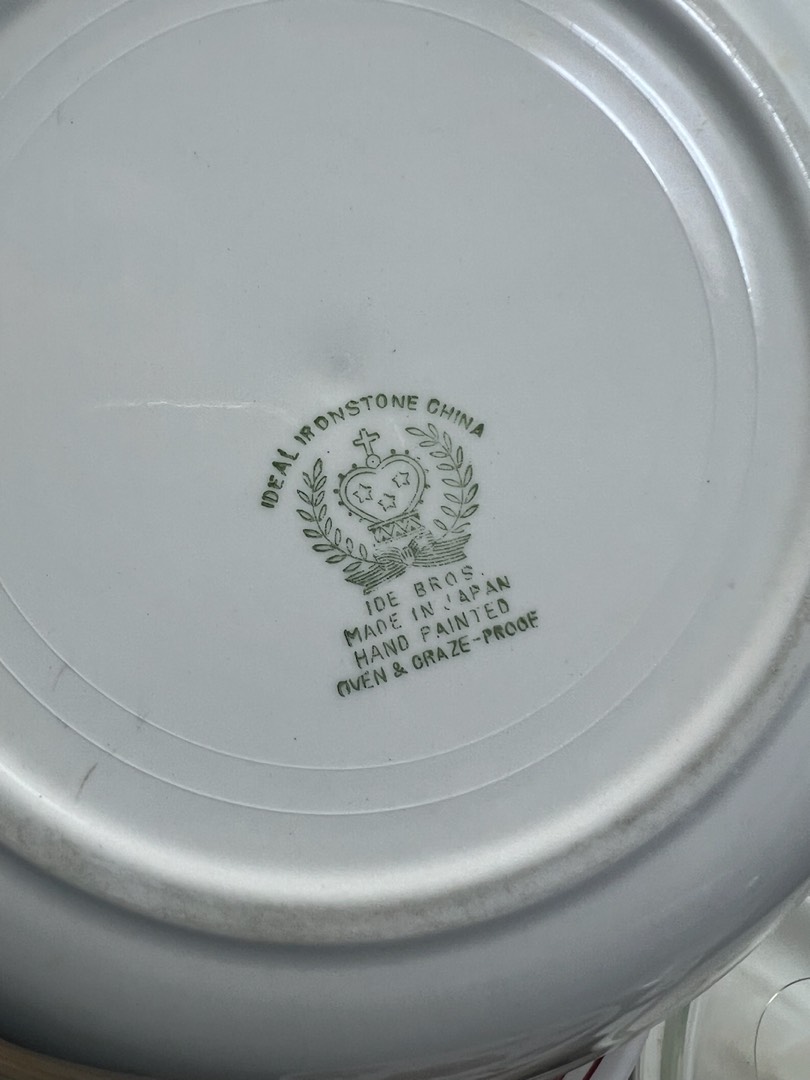 IDEAL IRONSTONE CHINA
IDE BROS.
MADE IN JAPAN
HAND PAINTED
OVEN & CRAZE-PROOF